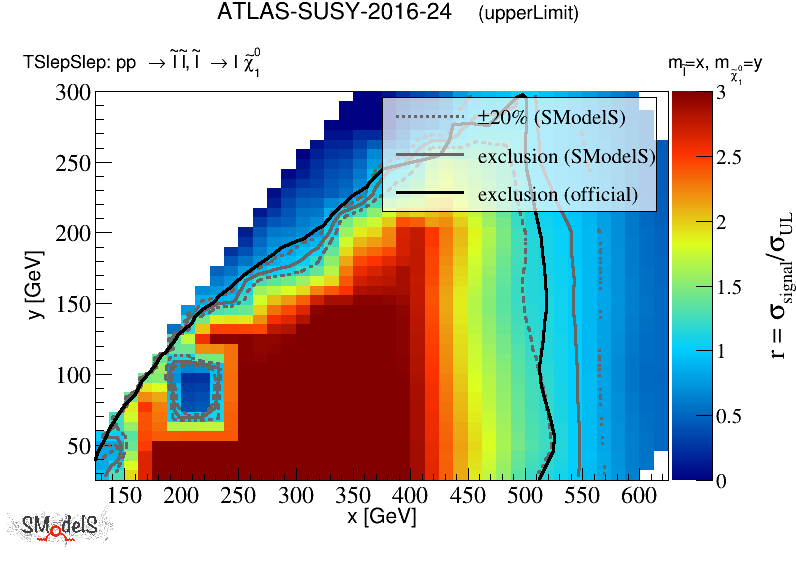 ATLAS-SUSY-2016-24 (upperLimit)
TSlepSlep: pp → l̃ l̃, l̃ → l χ̃₁⁰
m_l̃=x, m_χ̃₁⁰=y
±20% (SModelS)
exclusion (SModelS)
exclusion (official)
300
250
200
150
100
50
y [GeV]
150 200 250 300 350 400 450 500 550 600
x [GeV]
3
2.5
2
1.5
1
0.5
0
r = σ_signal/σ_UL
SModelS